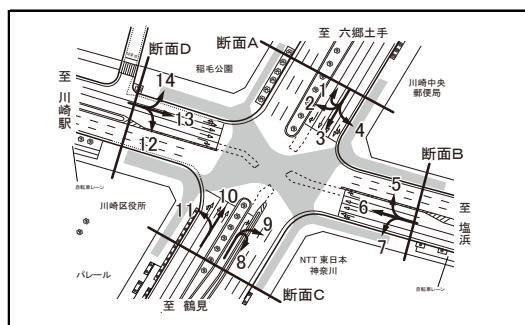 至 六郷土手
断面A
断面D
稲毛公園
川崎中央
郵便局
至
川
崎
駅
14
13
12
1
2
3
4
断面B
自転車レーン
川崎区役所
5
6
7
至
塩
浜
11
10
9
8
NTT東日本
神奈川
パレール
断面C
自転車レーン
至 鶴見